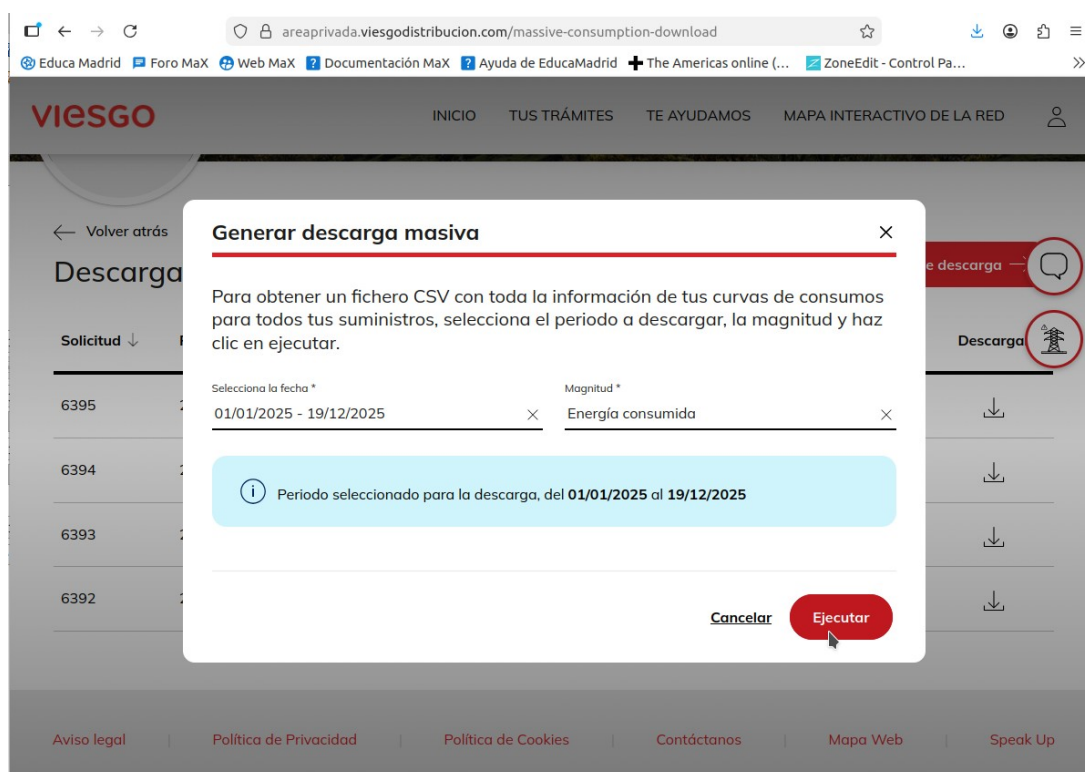 areaprivada.viesgodistribucion.com/massive-consumption-download
Educa Madrid Foro MaX Web MaX Documentación MaX Ayuda de EducaMadrid The Americas online (... ZoneEdit - Control Pa...
VIESGO INICIO TUS TRÁMITES TE AYUDAMOS MAPA INTERACTIVO DE LA RED
Volver atrás
Generar descarga masiva
Descarga
e descarga
Para obtener un fichero CSV con toda la información de tus curvas de consumos
para todos tus suministros, selecciona el periodo a descargar, la magnitud y haz
clic en ejecutar.
Solicitud
Descarga
Selecciona la fecha * Magnitud *
01/01/2025 - 19/12/2025 Energía consumida
6395
6394
Periodo seleccionado para la descarga, del 01/01/2025 al 19/12/2025
6393
6392
Cancelar Ejecutar
Aviso legal Política de Privacidad Política de Cookies Contáctanos Mapa Web Speak Up